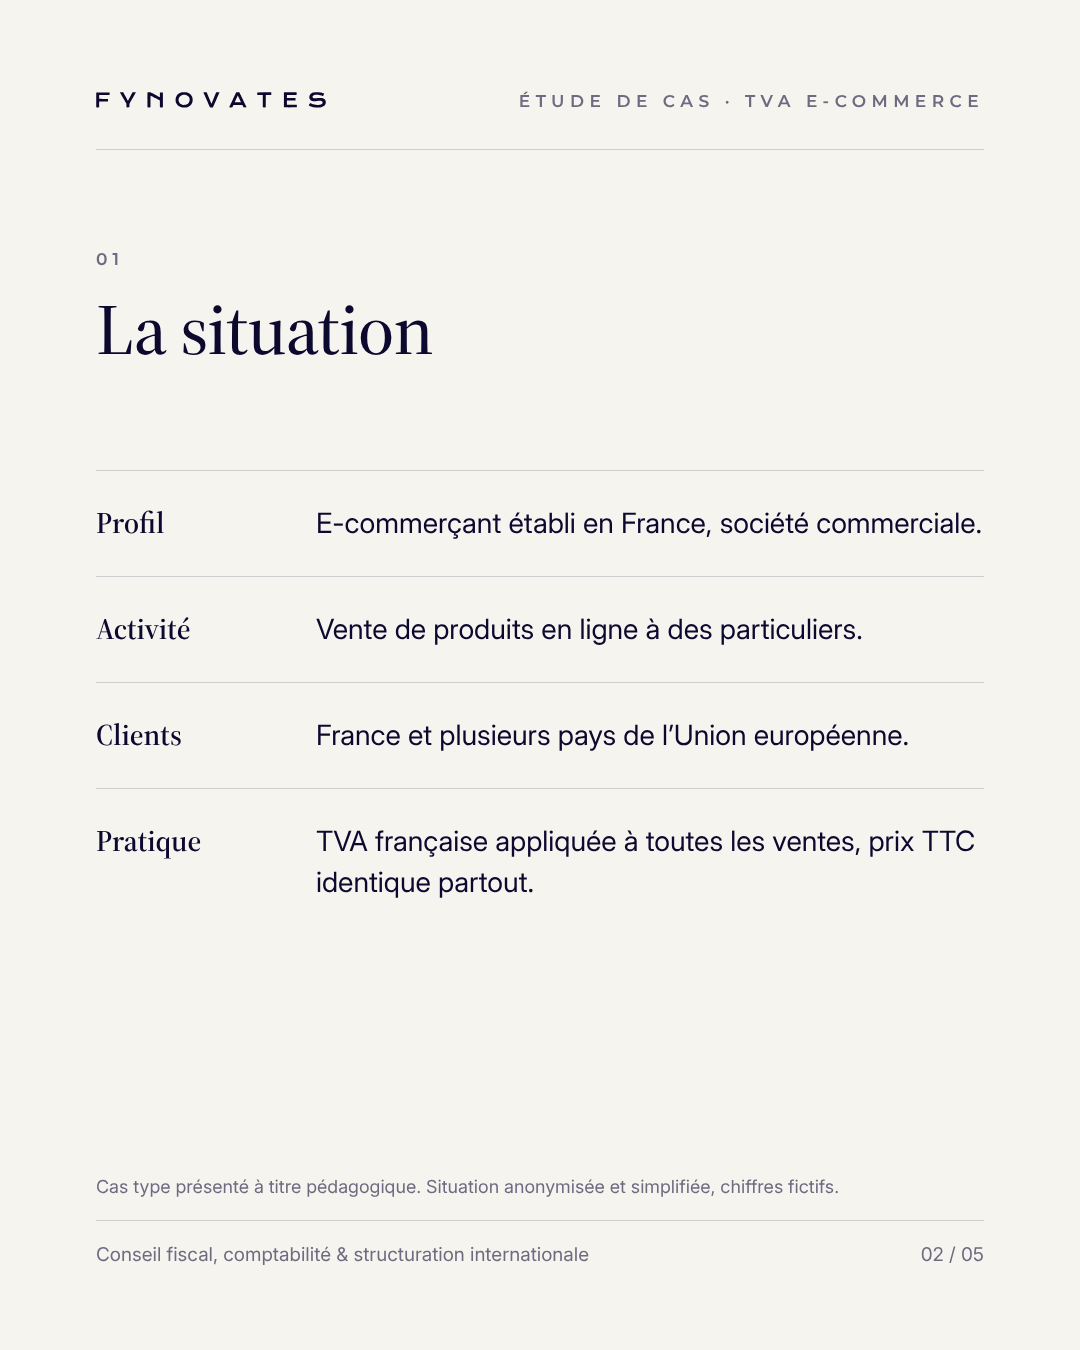 FYNOVATES
ÉTUDE DE CAS · TVA E-COMMERCE
01
La situation
Profil
E-commerçant établi en France, société commerciale.
Activité
Vente de produits en ligne à des particuliers.
Clients
France et plusieurs pays de l’Union européenne.
Pratique
TVA française appliquée à toutes les ventes, prix TTC
identique partout.
Cas type présenté à titre pédagogique. Situation anonymisée et simplifiée, chiffres fictifs.
Conseil fiscal, comptabilité & structuration internationale
02 / 05